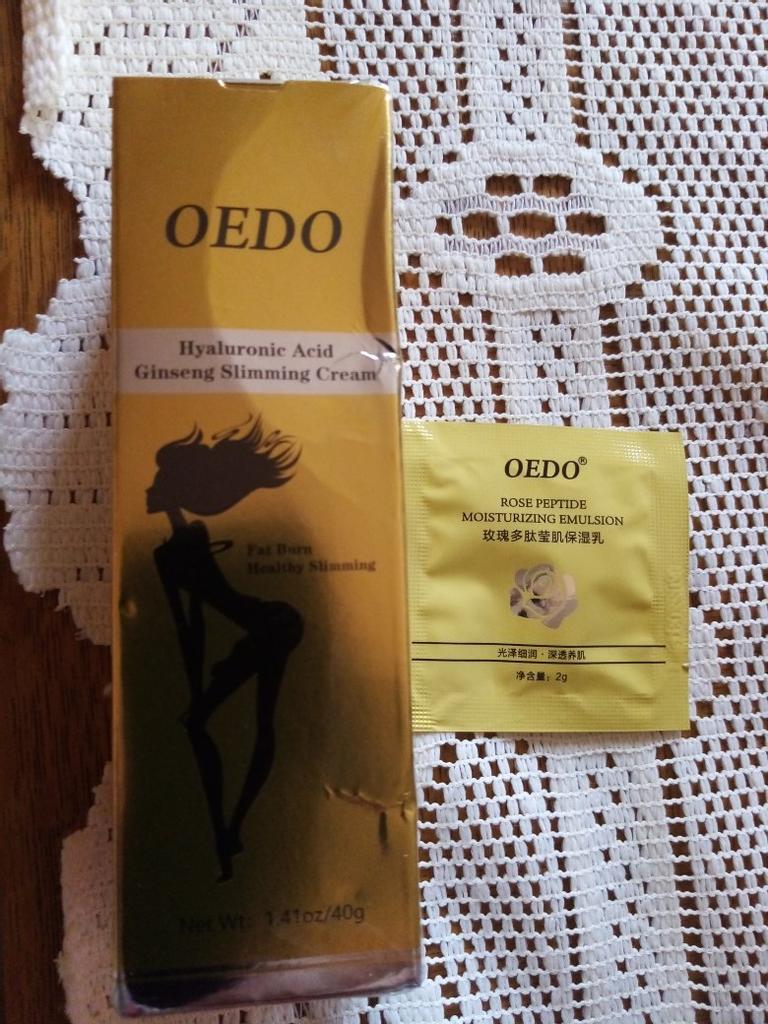 OEDO
Hyaluronic Acid
Ginseng Slimming Cream
Fat Burn
Healthy Slimming
Net Wt: 1.41oz/40g
OEDO®
ROSE PEPTIDE
MOISTURIZING EMULSION
玫瑰多肽莹肌保湿乳
光泽细润·深透养肌
净含量：2g